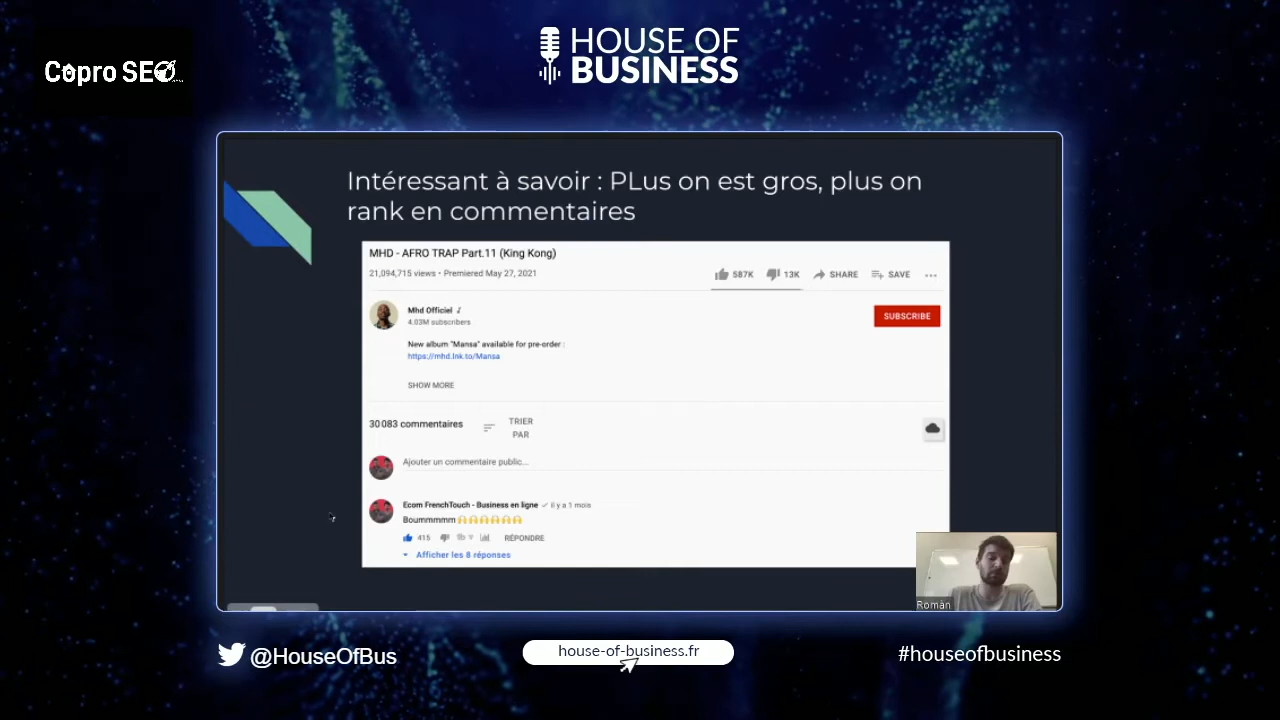 Copro SEO
HOUSE OF
BUSINESS
Intéressant à savoir : PLus on est gros, plus on
rank en commentaires
MHD - AFRO TRAP Part.11 (King Kong)
21,094,715 views • Premiered May 27, 2021
587K 13K SHARE SAVE
Mhd Officiel
4.03M subscribers
SUBSCRIBE
New album "Mansa" available for pre-order :
https://mhd.lnk.to/Mansa
SHOW MORE
30 083 commentaires
TRIER
PAR
Ajouter un commentaire public...
Ecom FrenchTouch - Business en ligne il y a 1 mois
Boummmmm🙌🙌🙌🙌🙌🙌
415 RÉPONDRE
Afficher les 8 réponses
Romàn
@HouseOfBus
house-of-business.fr
#houseofbusiness